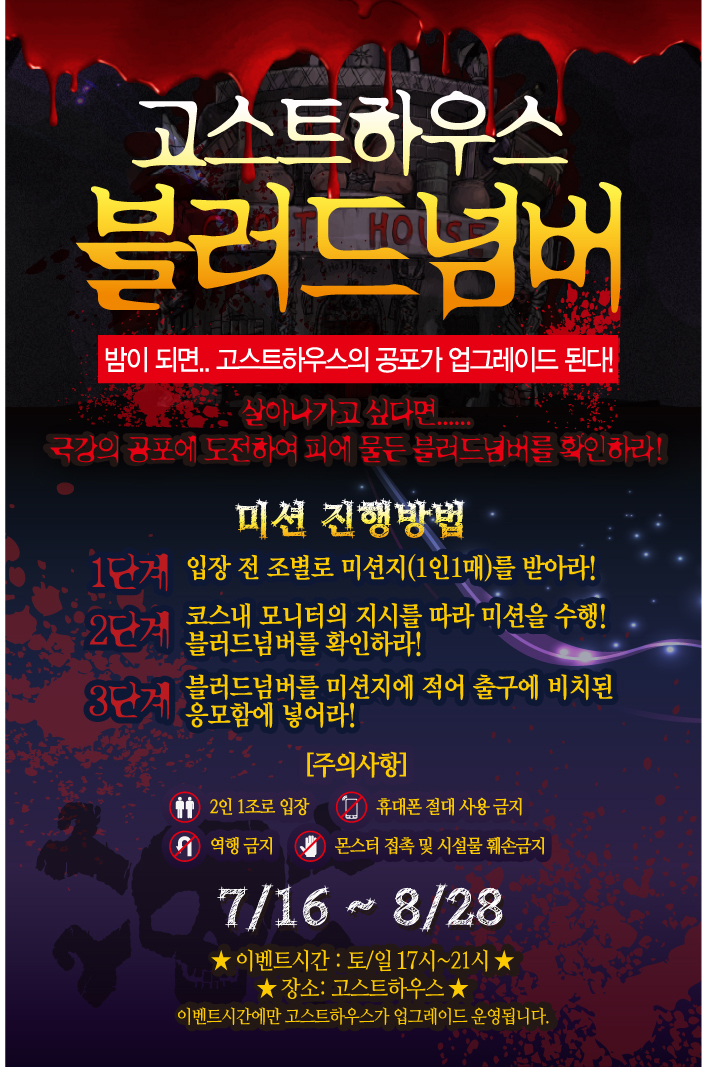 고스트하우스
HOUSE
블러드넘버
밤이 되면.. 고스트하우스의 공포가 업그레이드 된다!
살아나가고 싶다면......
극강의 공포에 도전하여 피에 물든 블러드넘버를 확인하라!
미션 진행방법
1단계 입장 전 조별로 미션지(1인1매)를 받아라!
2단계 코스내 모니터의 지시를 따라 미션을 수행!
블러드넘버를 확인하라!
3단계 블러드넘버를 미션지에 적어 출구에 비치된
응모함에 넣어라!
[주의사항]
2인 1조로 입장 휴대폰 절대 사용 금지
역행 금지 몬스터 접촉 및 시설물 훼손금지
7/16 ~ 8/28
★ 이벤트시간 : 토/일 17시~21시 ★
★ 장소: 고스트하우스 ★
이벤트시간에만 고스트하우스가 업그레이드 운영됩니다.